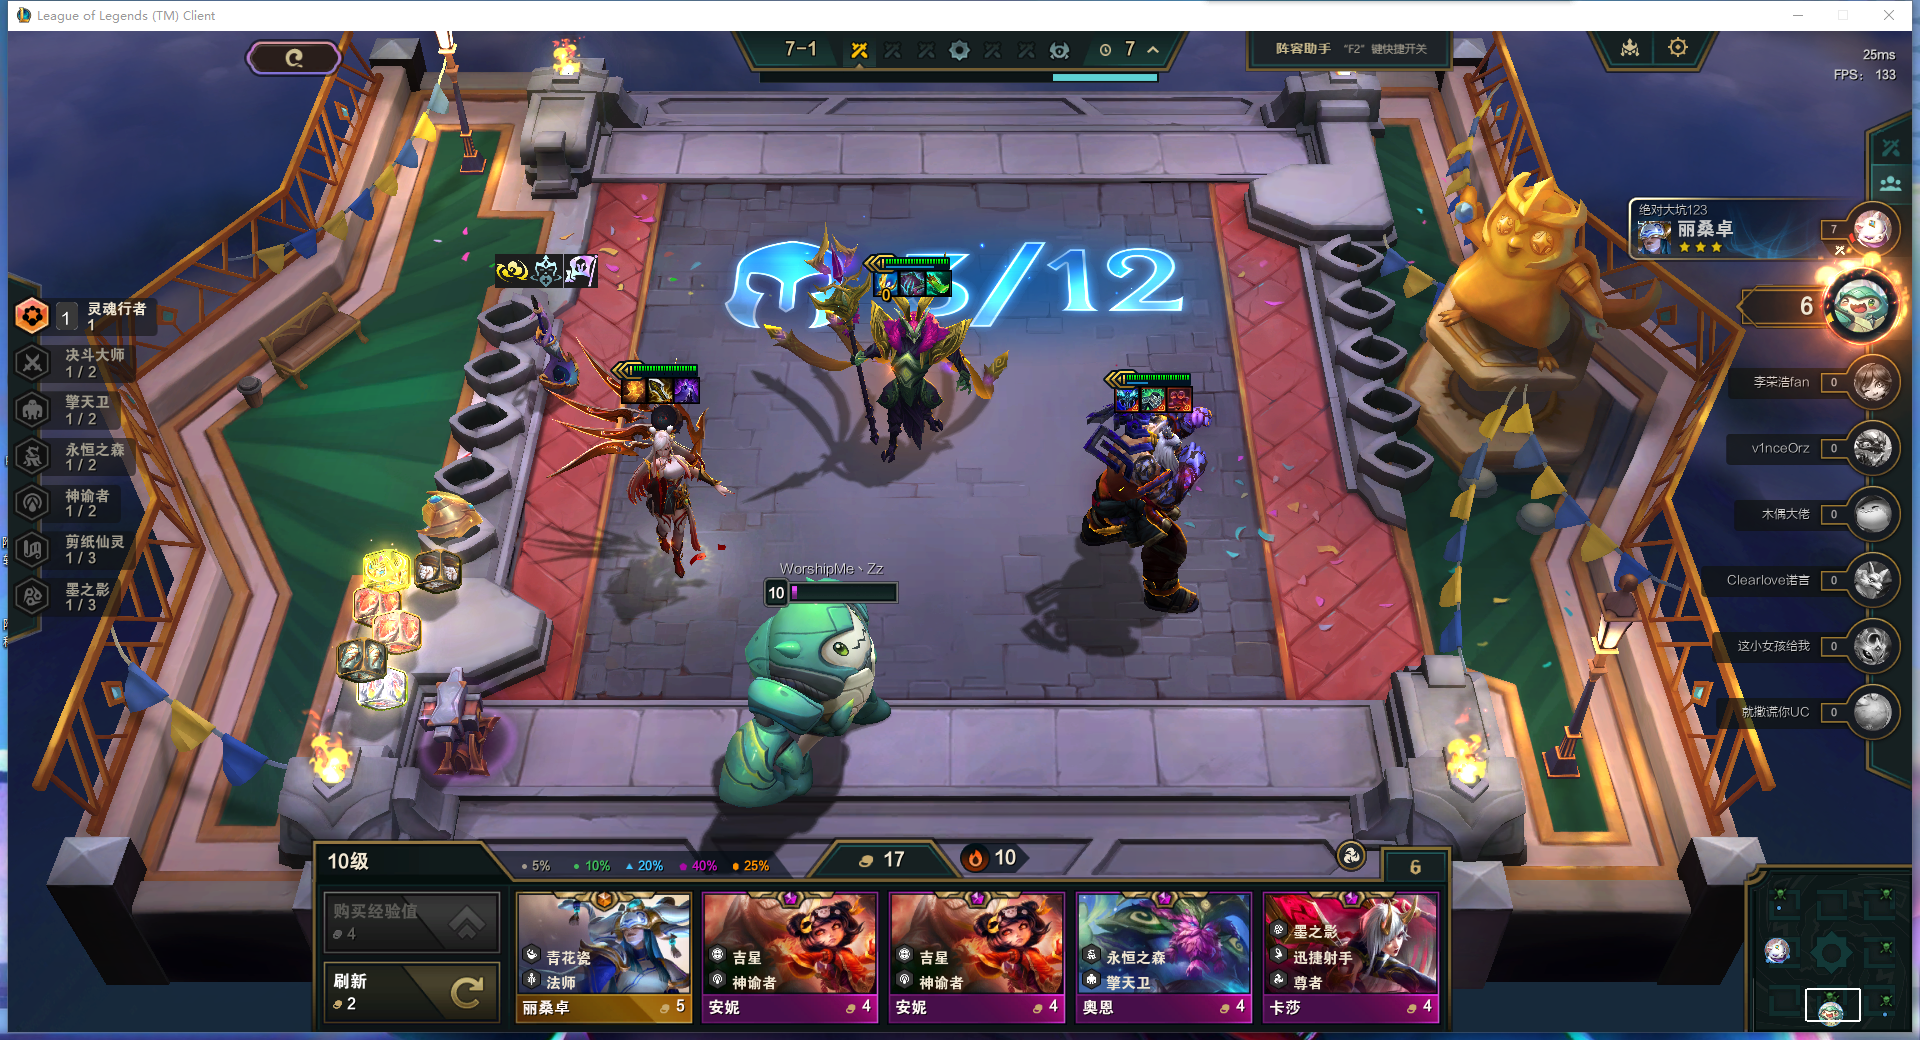 League of Legends (TM) Client
7-1
7
阵容助手 “F2” 键快捷开关
25ms
FPS: 133
绝对大坑123
丽桑卓
7
6
李荣浩fan
0
v1nceOrz
0
木偶大佬
0
Clearlove诺言
0
这小女孩给我
0
就撒谎你UC
0
/12
0
1
灵魂行者
1
决斗大师
1 / 2
擎天卫
1 / 2
永恒之森
1 / 2
神谕者
1 / 2
剪纸仙灵
1 / 3
墨之影
1 / 3
WorshipMe丶Zz
10
10级
5%
10%
20%
40%
25%
17
10
6
购买经验值
4
刷新
2
青花瓷
法师
丽桑卓
5
吉星
神谕者
安妮
4
吉星
神谕者
安妮
4
永恒之森
擎天卫
奥恩
4
墨之影
迅捷射手
尊者
卡莎
4